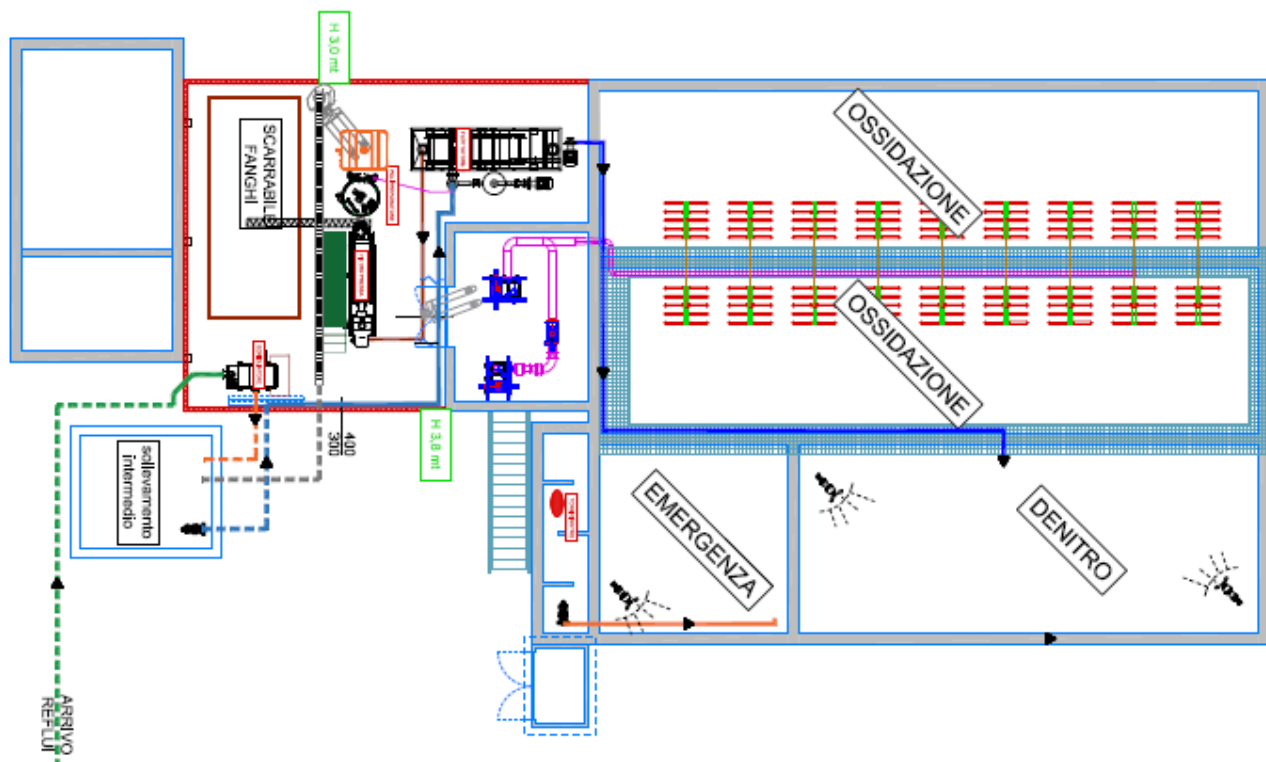 H 3,0 mt
SCARRABILE
FANGHI
OSSIDAZIONE
OSSIDAZIONE
400
300
H 3,8 mt
sollevamento
intermedio
EMERGENZA
DENITRO
ARRIVO
REFLUI